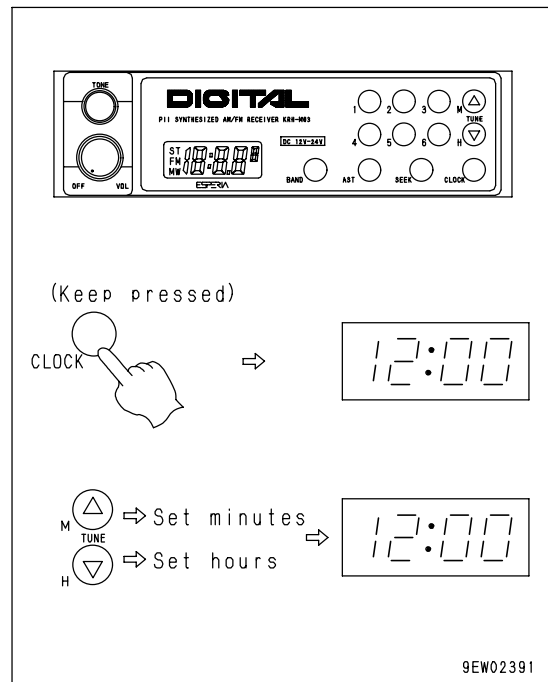 TONE
OFF VOL
DIGITAL
PII SYNTHESIZED AM/FM RECEIVER KRH-M03
ST
FM
MW
18:8.8
ESPERIA
DC 12V-24V
1 2 3 M
TUNE
4 5 6 H
BAND AST SEEK CLOCK
(Keep pressed)
CLOCK ⇨ 12:00
M ⇨ Set minutes
TUNE ⇨ 12:00
H ⇨ Set hours
9EW02391